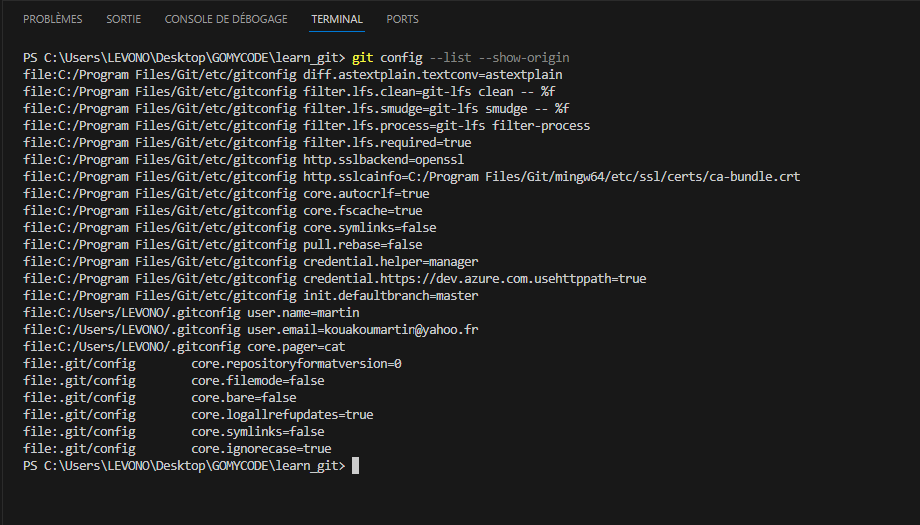 PROBLÈMES SORTIE CONSOLE DE DÉBOGAGE TERMINAL PORTS
PS C:\Users\LEVONO\Desktop\GOMYCODE\learn_git> git config --list --show-origin
file:C:/Program Files/Git/etc/gitconfig diff.astextplain.textconv=astextplain
file:C:/Program Files/Git/etc/gitconfig filter.lfs.clean=git-lfs clean -- %f
file:C:/Program Files/Git/etc/gitconfig filter.lfs.smudge=git-lfs smudge -- %f
file:C:/Program Files/Git/etc/gitconfig filter.lfs.process=git-lfs filter-process
file:C:/Program Files/Git/etc/gitconfig filter.lfs.required=true
file:C:/Program Files/Git/etc/gitconfig http.sslbackend=openssl
file:C:/Program Files/Git/etc/gitconfig http.sslcainfo=C:/Program Files/Git/mingw64/etc/ssl/certs/ca-bundle.crt
file:C:/Program Files/Git/etc/gitconfig core.autocrlf=true
file:C:/Program Files/Git/etc/gitconfig core.fscache=true
file:C:/Program Files/Git/etc/gitconfig core.symlinks=false
file:C:/Program Files/Git/etc/gitconfig pull.rebase=false
file:C:/Program Files/Git/etc/gitconfig credential.helper=manager
file:C:/Program Files/Git/etc/gitconfig credential.https://dev.azure.com.usehttppath=true
file:C:/Program Files/Git/etc/gitconfig init.defaultbranch=master
file:C:/Users/LEVONO/.gitconfig user.name=martin
file:C:/Users/LEVONO/.gitconfig user.email=kouakoumartin@yahoo.fr
file:C:/Users/LEVONO/.gitconfig core.pager=cat
file:.git/config        core.repositoryformatversion=0
file:.git/config        core.filemode=false
file:.git/config        core.bare=false
file:.git/config        core.logallrefupdates=true
file:.git/config        core.symlinks=false
file:.git/config        core.ignorecase=true
PS C:\Users\LEVONO\Desktop\GOMYCODE\learn_git>